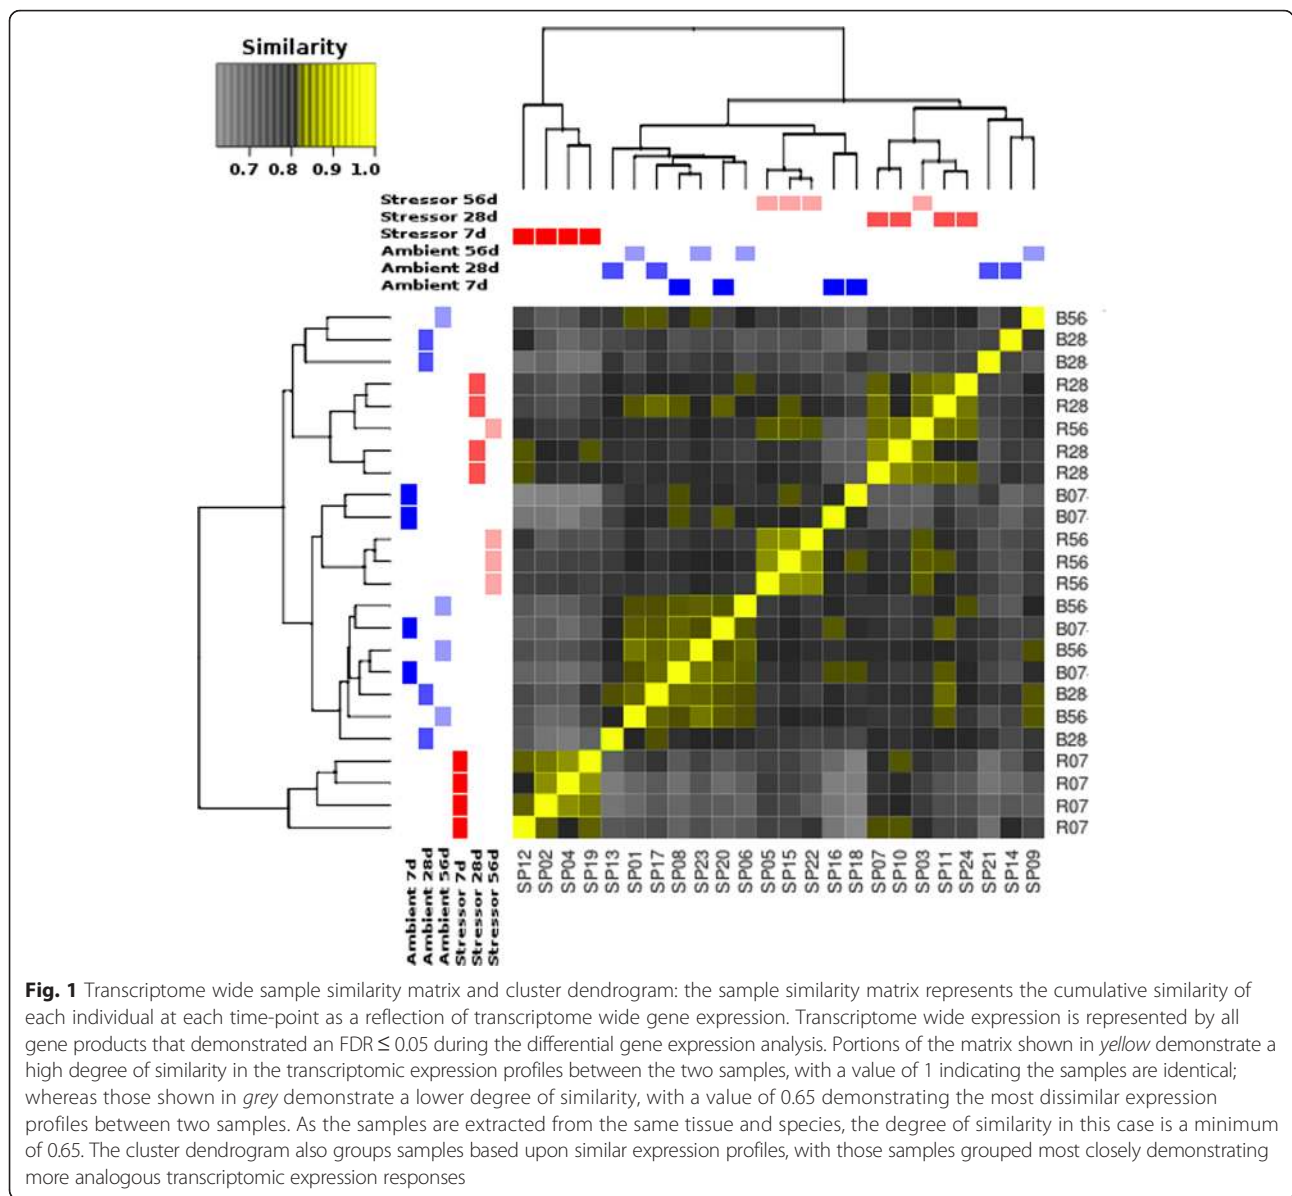 Similarity
0.7 0.8 0.9 1.0
Stressor 56d
Stressor 28d
Stressor 7d
Ambient 56d
Ambient 28d
Ambient 7d
B56
B28
B28
R28
R28
R56
R28
R28
B07
B07
R56
R56
R56
B56
B07
B56
B07
B28
B56
B28
R07
R07
R07
R07
Ambient 7d
Ambient 28d
Ambient 56d
Stressor 7d
Stressor 28d
Stressor 56d
SP12 SP02 SP04 SP19 SP13 SP01 SP17 SP08 SP23 SP20 SP06 SP05 SP15 SP22 SP16 SP18 SP07 SP10 SP03 SP11 SP24 SP21 SP14 SP09
Fig. 1 Transcriptome wide sample similarity matrix and cluster dendrogram: the sample similarity matrix represents the cumulative similarity of
each individual at each time-point as a reflection of transcriptome wide gene expression. Transcriptome wide expression is represented by all
gene products that demonstrated an FDR ≤ 0.05 during the differential gene expression analysis. Portions of the matrix shown in yellow demonstrate a
high degree of similarity in the transcriptomic expression profiles between the two samples, with a value of 1 indicating the samples are identical;
whereas those shown in grey demonstrate a lower degree of similarity, with a value of 0.65 demonstrating the most dissimilar expression
profiles between two samples. As the samples are extracted from the same tissue and species, the degree of similarity in this case is a minimum
of 0.65. The cluster dendrogram also groups samples based upon similar expression profiles, with those samples grouped most closely demonstrating
more analogous transcriptomic expression responses